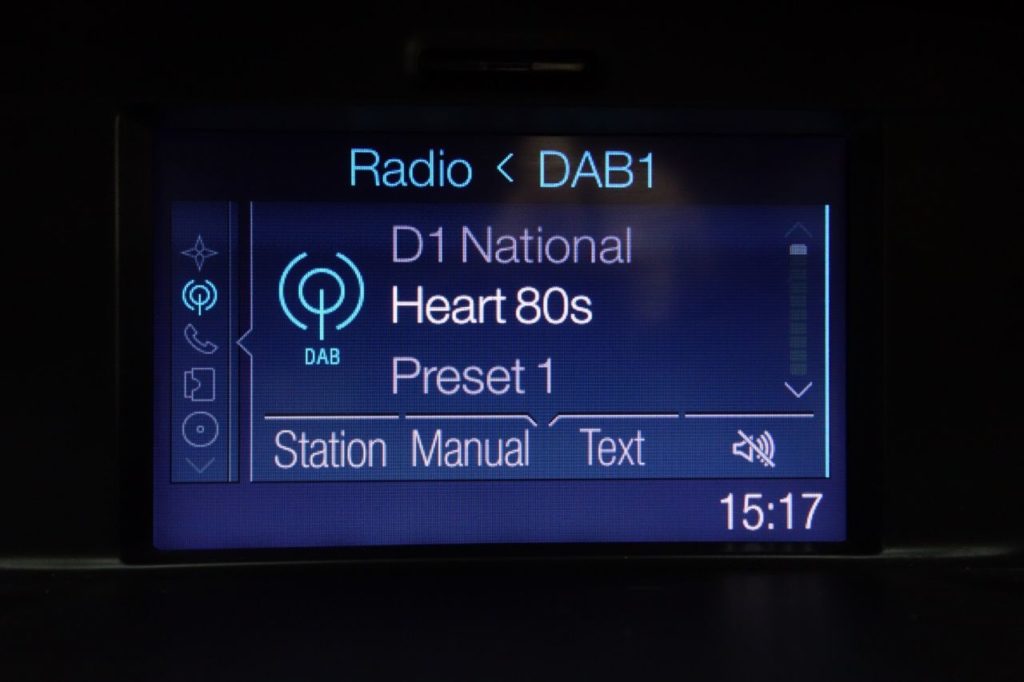 Radio < DAB1
D1 National
Heart 80s
DAB
Preset 1
Station Manual Text
15:17